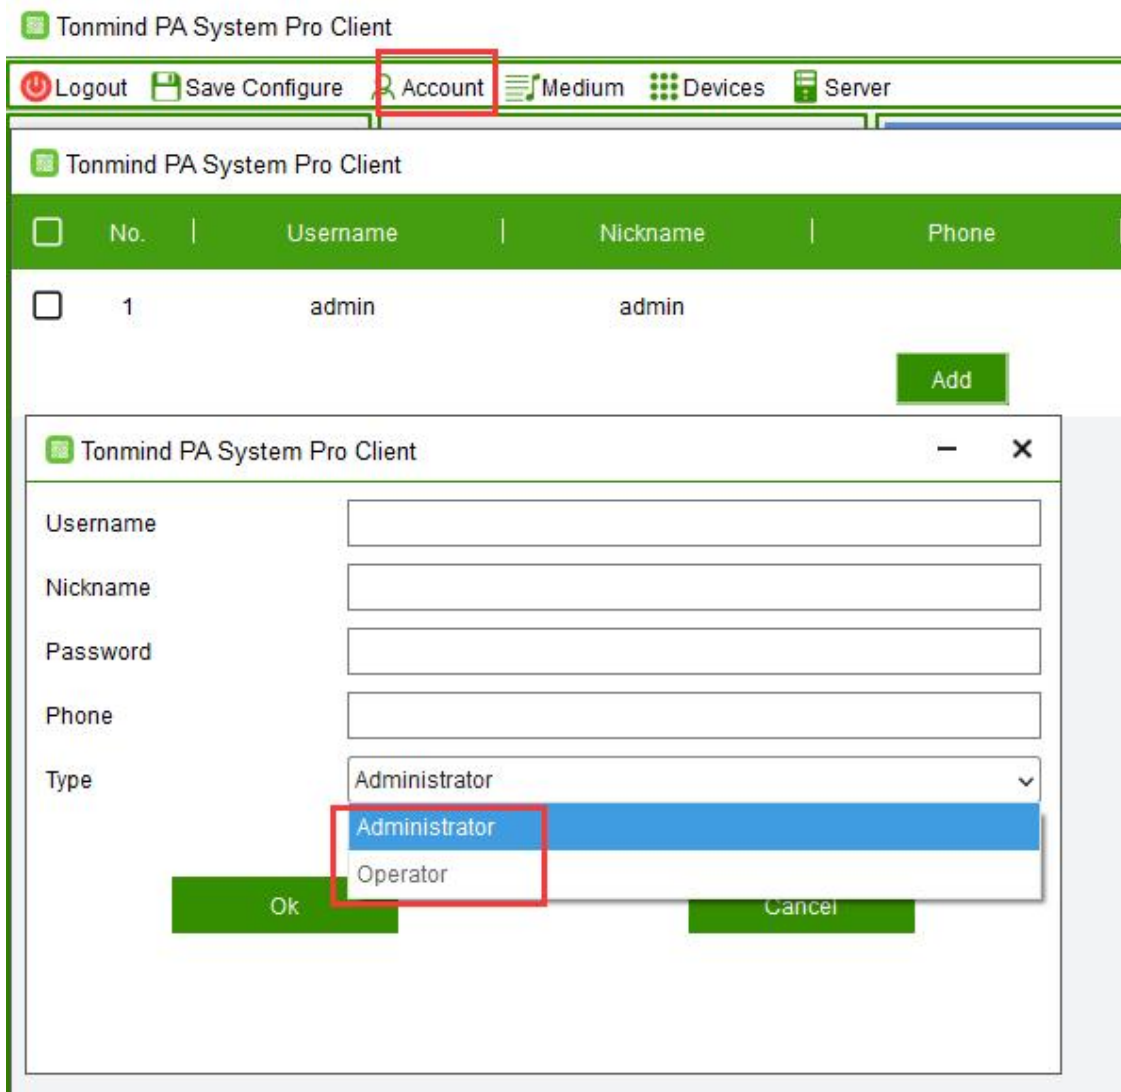 Tonmind PA System Pro Client
Logout Save Configure Account Medium Devices Server
Tonmind PA System Pro Client
No. Username Nickname Phone
1 admin admin
Add
Tonmind PA System Pro Client
Username
Nickname
Password
Phone
Type Administrator
Administrator
Operator
Ok Cancel